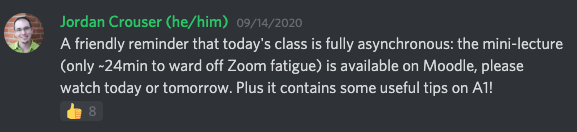 Jordan Crouser (he/him) 09/14/2020
A friendly reminder that today's class is fully asynchronous: the mini-lecture
(only ~24min to ward off Zoom fatigue) is available on Moodle, please
watch today or tomorrow. Plus it contains some useful tips on A1!
👍 8